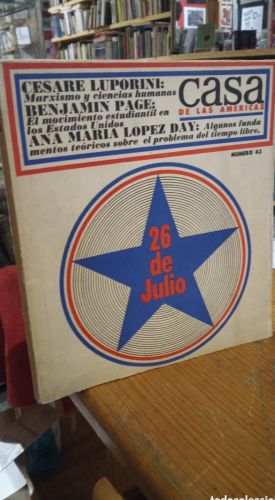 CESARE LUPORINI:
Marxismo y ciencias humanas
BENJAMIN PAGE:
El movimiento estudiantil en
los Estados Unidos
ANA MARIA LOPEZ DAY: Algunos funda
mentos teóricos sobre el problema del tiempo libre.
casa
DE LAS AMERICAS
NUMERO 43
26
de
Julio
todocoleccion